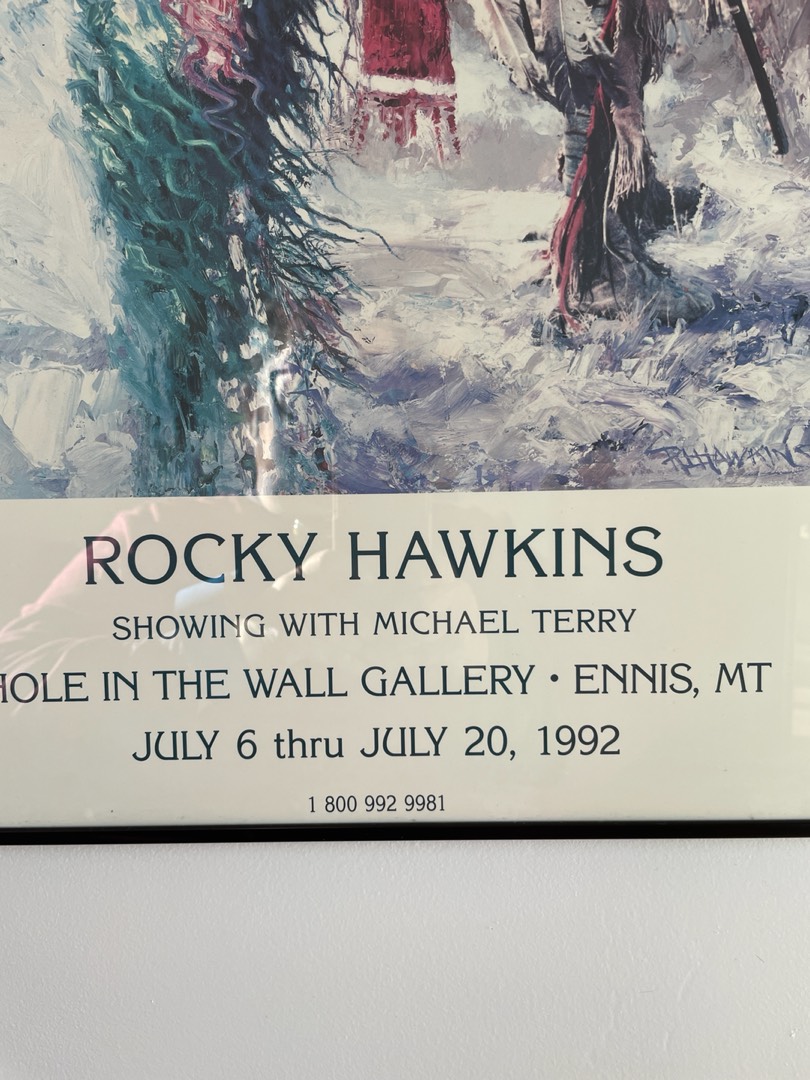 R.HAWKINS
ROCKY HAWKINS
SHOWING WITH MICHAEL TERRY
HOLE IN THE WALL GALLERY • ENNIS, MT
JULY 6 thru JULY 20, 1992
1 800 992 9981